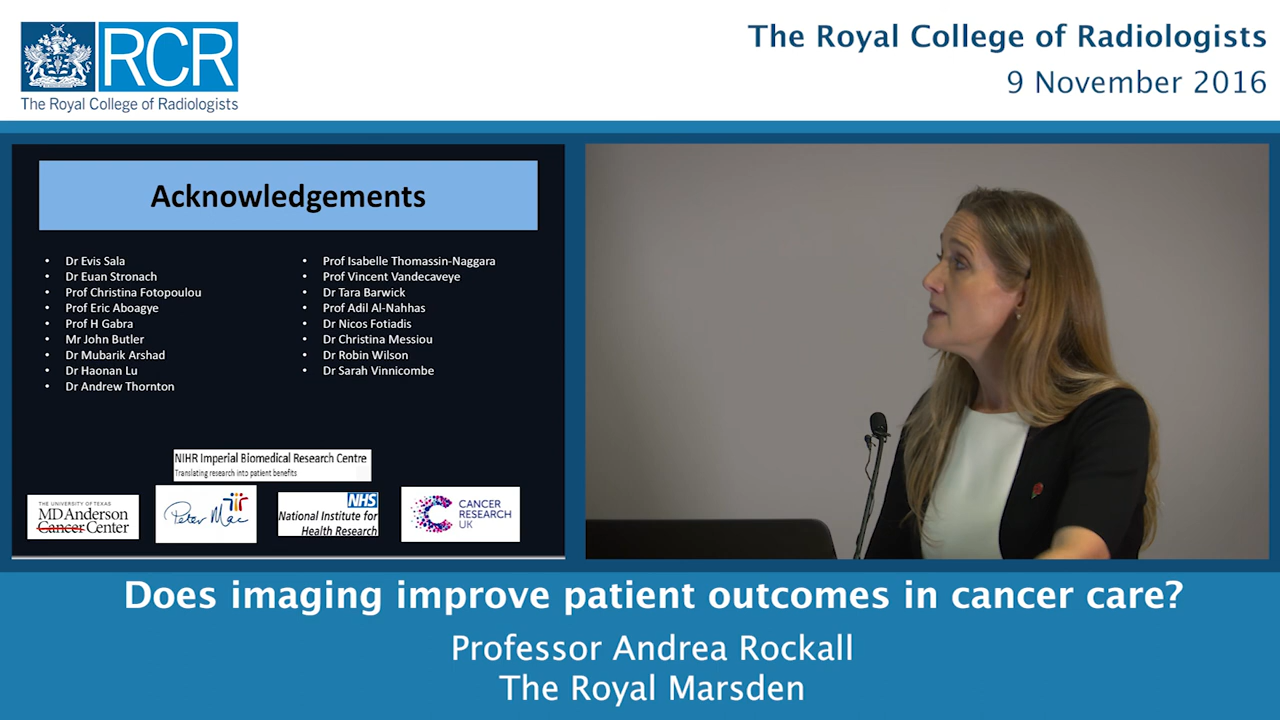 RCR
The Royal College of Radiologists
The Royal College of Radiologists
9 November 2016
Acknowledgements
• Dr Evis Sala
• Dr Euan Stronach
• Prof Christina Fotopoulou
• Prof Eric Aboagye
• Prof H Gabra
• Mr John Butler
• Dr Mubarik Arshad
• Dr Haonan Lu
• Dr Andrew Thornton
• Prof Isabelle Thomassin-Naggara
• Prof Vincent Vandecaveye
• Dr Tara Barwick
• Prof Adil Al-Nahhas
• Dr Nicos Fotiadis
• Dr Christina Messiou
• Dr Robin Wilson
• Dr Sarah Vinnicombe
NIHR Imperial Biomedical Research Centre
Translating research into patient benefits
THE UNIVERSITY OF TEXAS
MD Anderson
Cancer Center
Peter Mac
NHS
National Institute for
Health Research
CANCER
RESEARCH
UK
Does imaging improve patient outcomes in cancer care?
Professor Andrea Rockall
The Royal Marsden